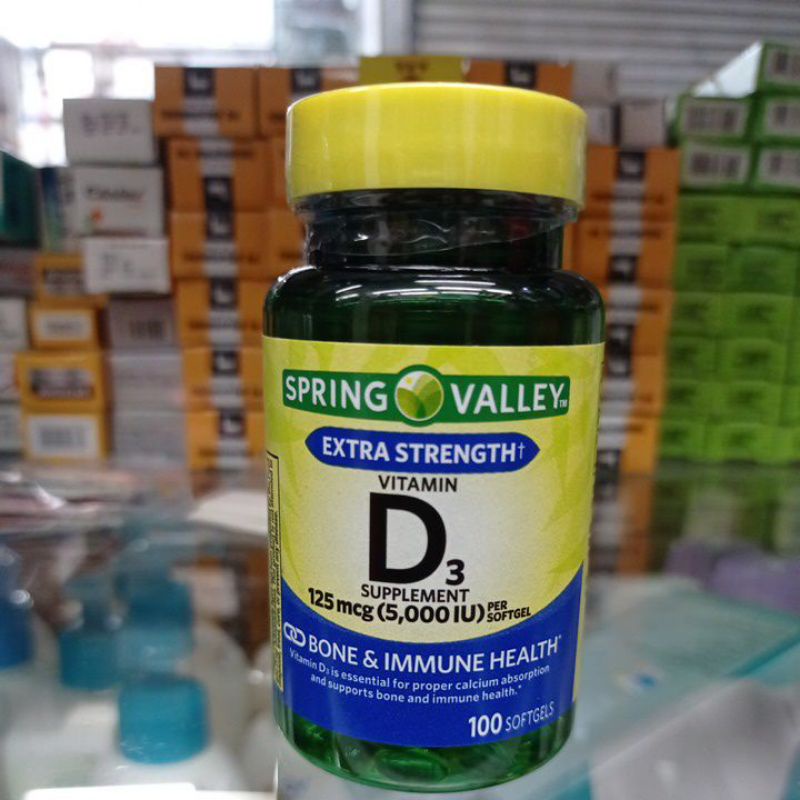 SPRING VALLEY™
EXTRA STRENGTH†
VITAMIN
D3
SUPPLEMENT
125 mcg (5,000 IU) PER SOFTGEL
BONE & IMMUNE HEALTH*
Vitamin D3 is essential for proper calcium absorption
and supports bone and immune health.*
100 SOFTGELS